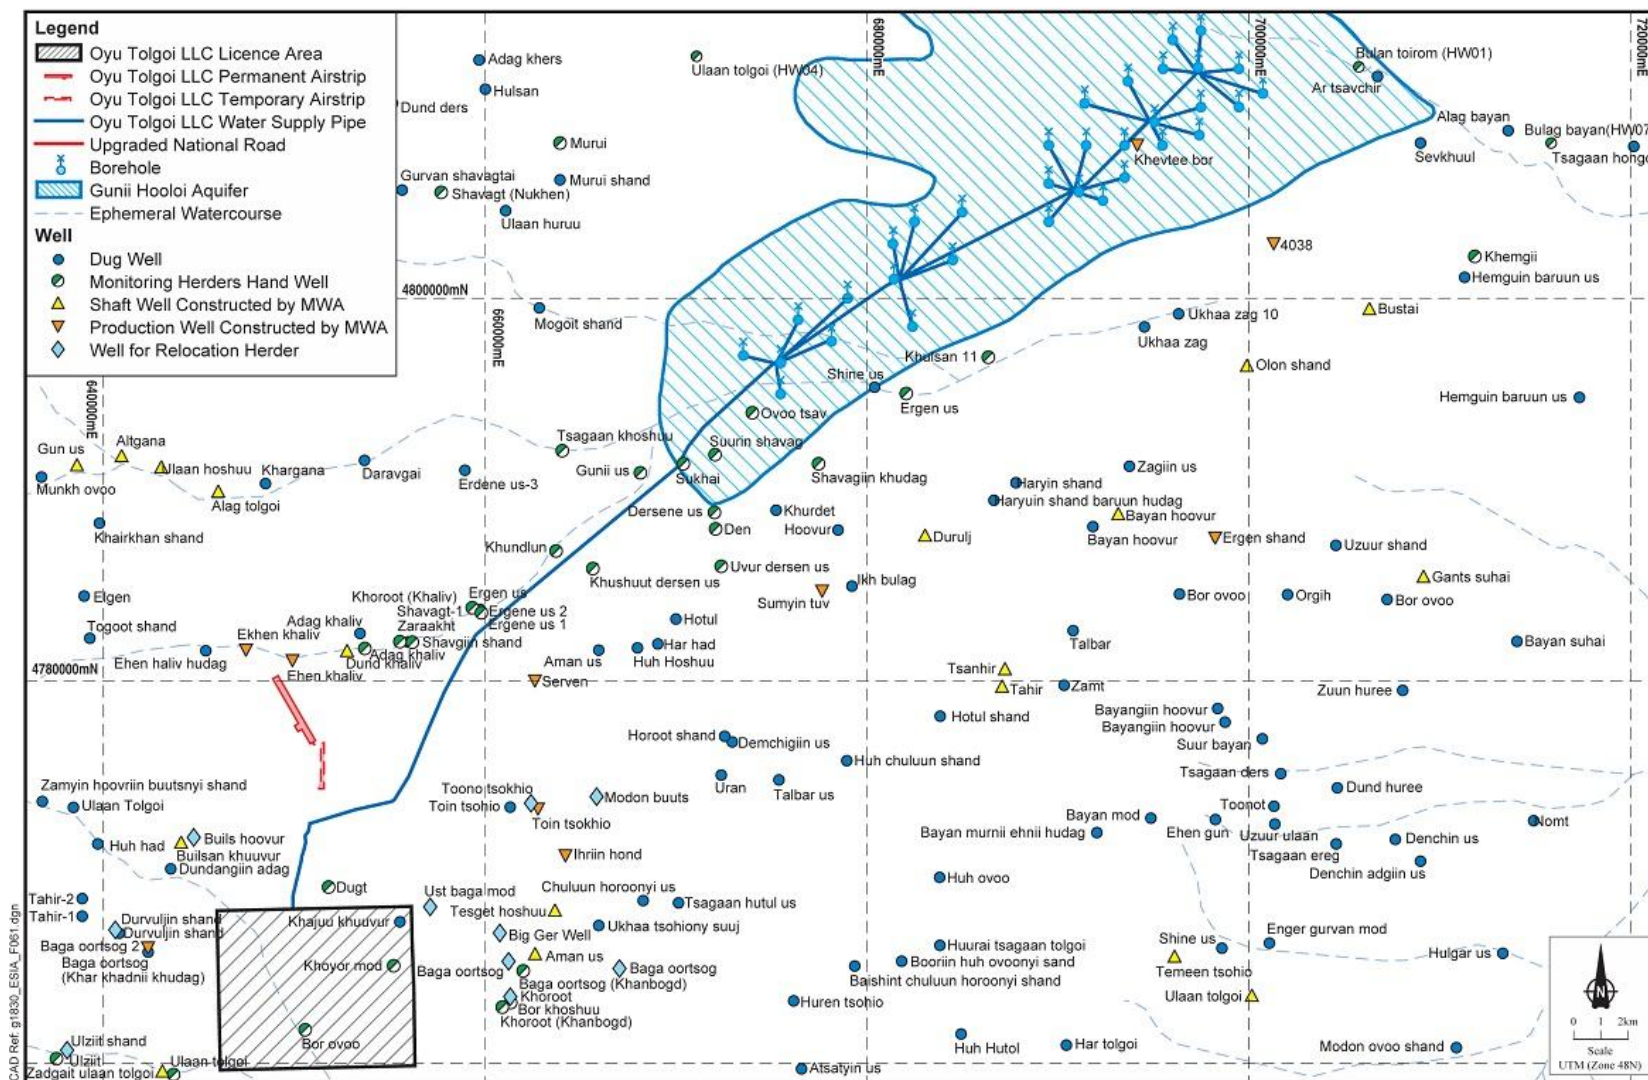 Legend
Oyu Tolgoi LLC Licence Area
Oyu Tolgoi LLC Permanent Airstrip
Oyu Tolgoi LLC Temporary Airstrip
Oyu Tolgoi LLC Water Supply Pipe
Upgraded National Road
Borehole
Gunii Hooloi Aquifer
Ephemeral Watercourse
Well
Dug Well
Monitoring Herders Hand Well
Shaft Well Constructed by MWA
Production Well Constructed by MWA
Well for Relocation Herder
Adag khers
Hulsan
Dund ders
Ulaan tolgoi (HW04)
680000mE
700000mE
720000mE
Bulan toirom (HW01)
Ar tsavchir
Alag bayan
Bulag bayan(HW07
Sevkhuul
Tsagaan hongo
Murui
Murui shand
Gurvan shavagtai
Shavagt (Nukhen)
Ulaan huruu
Khevtee bor
4038
Khemgii
Hemguin baruun us
4800000mN
660000mE
Mogoit shand
Ukhaa zag 10
Ukhaa zag
Bustai
Khulsan 11
Shine us
Olon shand
Ergen us
Hemguin baruun us
640000mE
Ovoo tsav
Gun us
Altgana
Ulaan hoshuu
Khargana
Munkh ovoo
Alag tolgoi
Daravgai
Erdene us-3
Tsagaan khoshuu
Gunii us
Suurin shavag
Sukhai
Shavagiin khudag
Zagiin us
Haryin shand
Haryuin shand baruun hudag
Khairkhan shand
Dersene us
Khurdet
Den
Hoovur
Durulj
Bayan hoovur
Bayan hoovur
Ergen shand
Uzuur shand
Khundlun
Khushuut dersen us
Uvur dersen us
Sumyin tuv
Ikh bulag
Gants suhai
Bor ovoo
Orgih
Bor ovoo
Elgen
Togoot shand
Khoroot (Khaliv)
Ergen us
Shavagt-1
Ergene us 2
Ergene us 1
Zaraakht
Shavgiin shand
Adag khaliv
Ekhen khaliv
Adag khaliv
Dund khaliv
Ehen haliv hudag
Ehen khaliv
Hotul
Har had
Huh Hoshuu
Aman us
Talbar
Bayan suhai
4780000mN
Serven
Tsanhir
Tahir
Zamt
Zuun huree
Hotul shand
Bayangiin hoovur
Bayangiin hoovur
Suur bayan
Horoot shand
Demchigiin us
Huh chuluun shand
Tsagaan ders
Uran
Talbar us
Dund huree
Zamyin hoovriin buutsnyi shand
Ulaan Tolgoi
Toono tsokhio
Toin tsohio
Modon buuts
Toin tsokhio
Bayan mod
Toonot
Ehen gun
Uzuur ulaan
Nomt
Bayan murnii ehnii hudag
Denchin us
Tsagaan ereg
Denchin adgiin us
Huh had
Buils hoovur
Builsan khuuvur
Dundangiin adag
Ihriin hond
Dugt
Ust baga mod
Chuluun horoonyi us
Tesget hoshuu
Tsagaan hutul us
Huh ovoo
Tahir-2
Tahir-1
Durvuljin shand
Durvuljin shand
Baga oortsog 2
Baga oortsog
(Khar khadnii khudag)
Khajuu khuuvur
Khoyor mod
Bor ovoo
Big Ger Well
Ukhaa tsohiony suuj
Baga oortsog
Aman us
Baga oortsog (Khanbogd)
Baga oortsog
Khoroot
Bor khoshuu
Khoroot (Khanbogd)
Huurai tsagaan tolgoi
Booriin huh ovoonyi sand
Baishint chuluun horoonyi shand
Huren tsohio
Shine us
Enger gurvan mod
Temeen tsohio
Ulaan tolgoi
Hulgar us
Ulziit shand
Ulziit
Zadgait ulaan tolgoi
Ulaan tolgoi
Huh Hutol
Har tolgoi
Modon ovoo shand
Atsatyin us
N
0 1 2km
Scale
UTM (Zone 48N)
CAD Ref: g1830_ESIA_F061.dgn